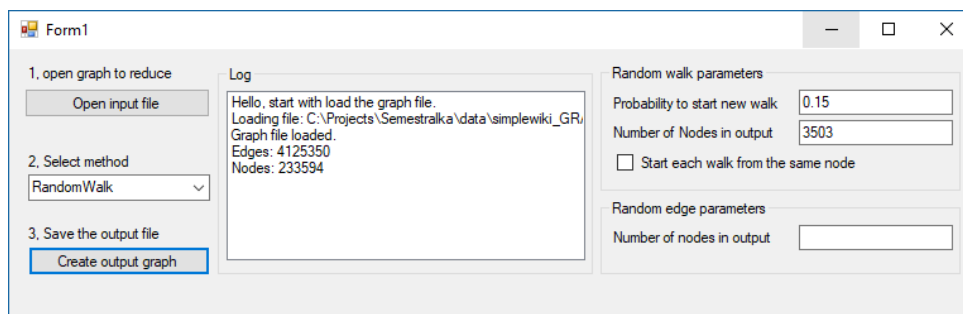 Form1
1, open graph to reduce
Open input file
2, Select method
RandomWalk
3, Save the output file
Create output graph
Log
Hello, start with load the graph file.
Loading file: C:\Projects\Semestralka\data\simplewiki_GR
Graph file loaded.
Edges: 4125350
Nodes: 233594
Random walk parameters
Probability to start new walk
0.15
Number of Nodes in output
3503
Start each walk from the same node
Random edge parameters
Number of nodes in output